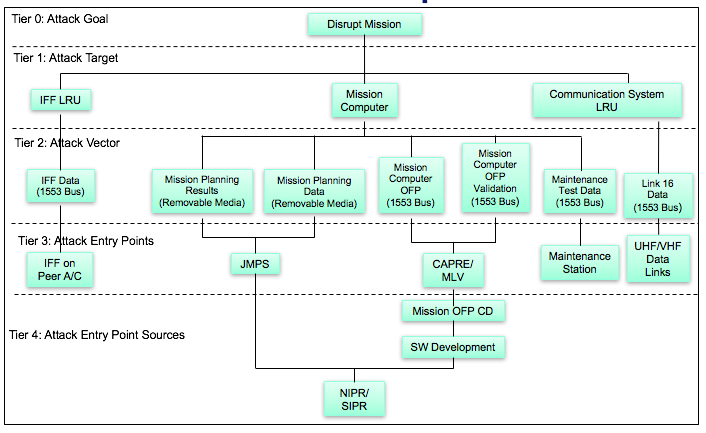 Tier 0: Attack Goal
Disrupt Mission
Tier 1: Attack Target
IFF LRU
Mission
Computer
Communication System
LRU
Tier 2: Attack Vector
IFF Data
(1553 Bus)
Mission Planning
Results
(Removable Media)
Mission Planning
Data
(Removable Media)
Mission
Computer
OFP
(1553 Bus)
Mission
Computer
OFP
Validation
(1553 Bus)
Maintenance
Test Data
(1553 Bus)
Link 16
Data
(1553 Bus)
Tier 3: Attack Entry Points
IFF on
Peer A/C
JMPS
CAPRE/
MLV
Maintenance
Station
UHF/VHF
Data
Links
Tier 4: Attack Entry Point Sources
Mission OFP CD
SW Development
NIPR/
SIPR